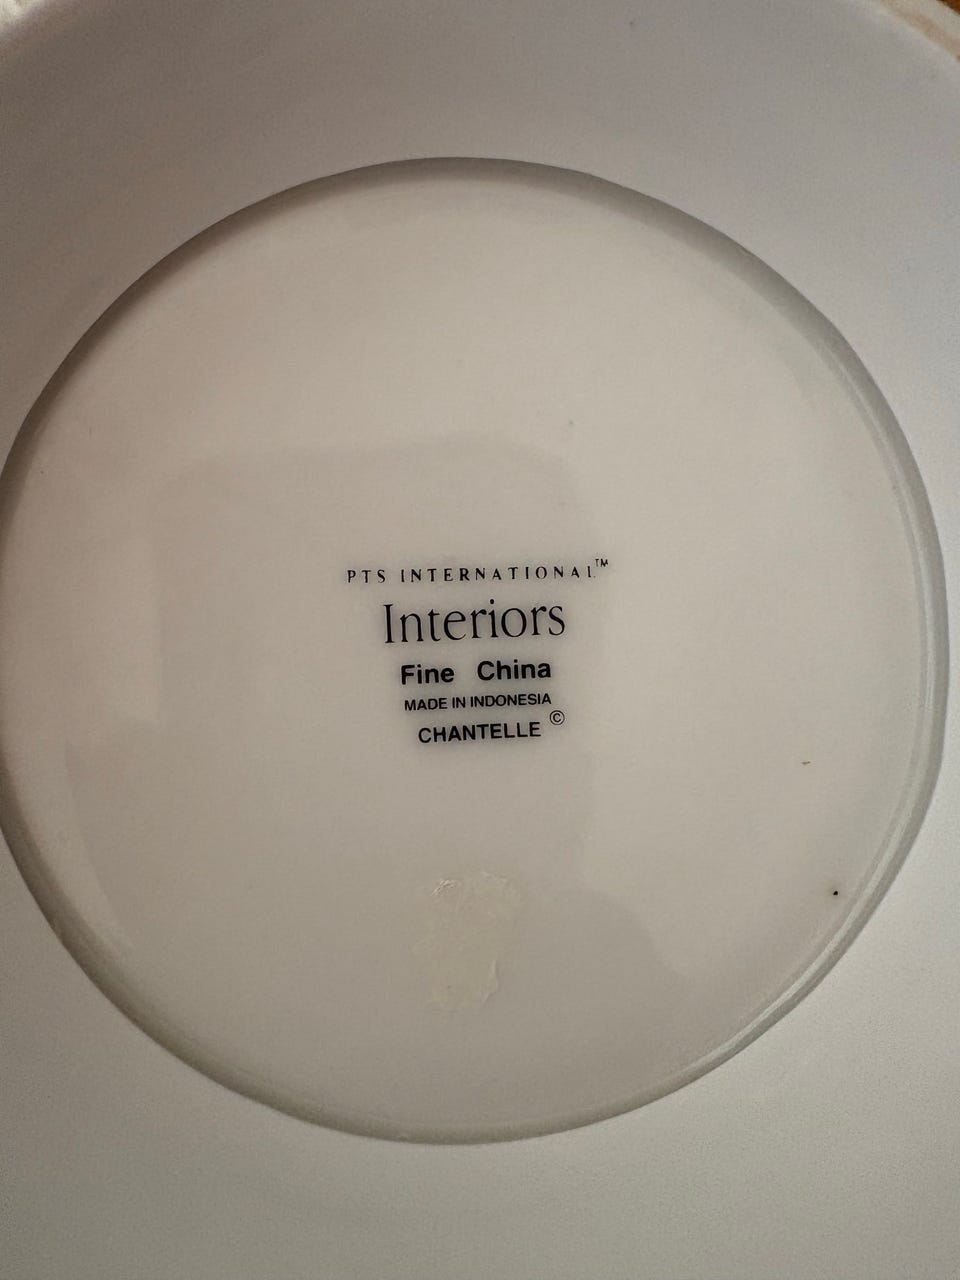 PTS INTERNATIONAL™
Interiors
Fine China
MADE IN INDONESIA
CHANTELLE ©